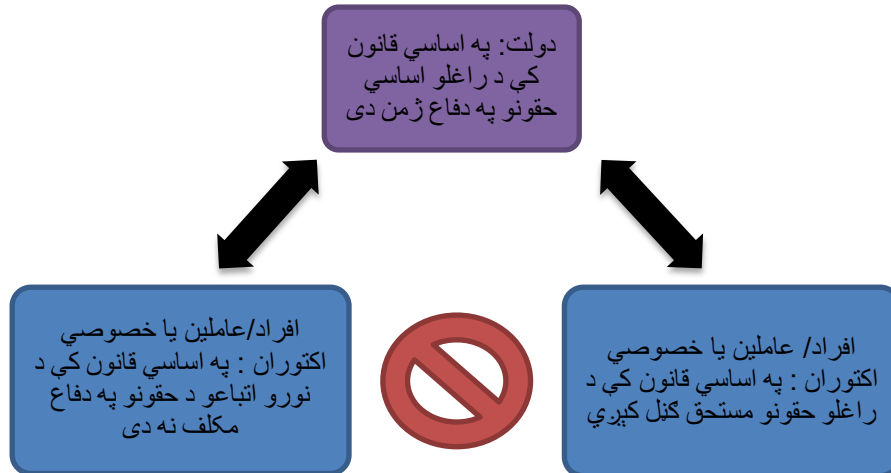 دولت: په اساسي قانون
کې د راغلو اساسي
حقونو په دفاع ژمن دی
افراد/ عاملین یا خصوصي
اکتوران : په اساسي قانون کې د
راغلو حقونو مستحق ګڼل کېږي
افراد/عاملین یا خصوصي
اکتوران : په اساسي قانون کې د
نورو اتباعو د حقونو په دفاع
مکلف نه دی